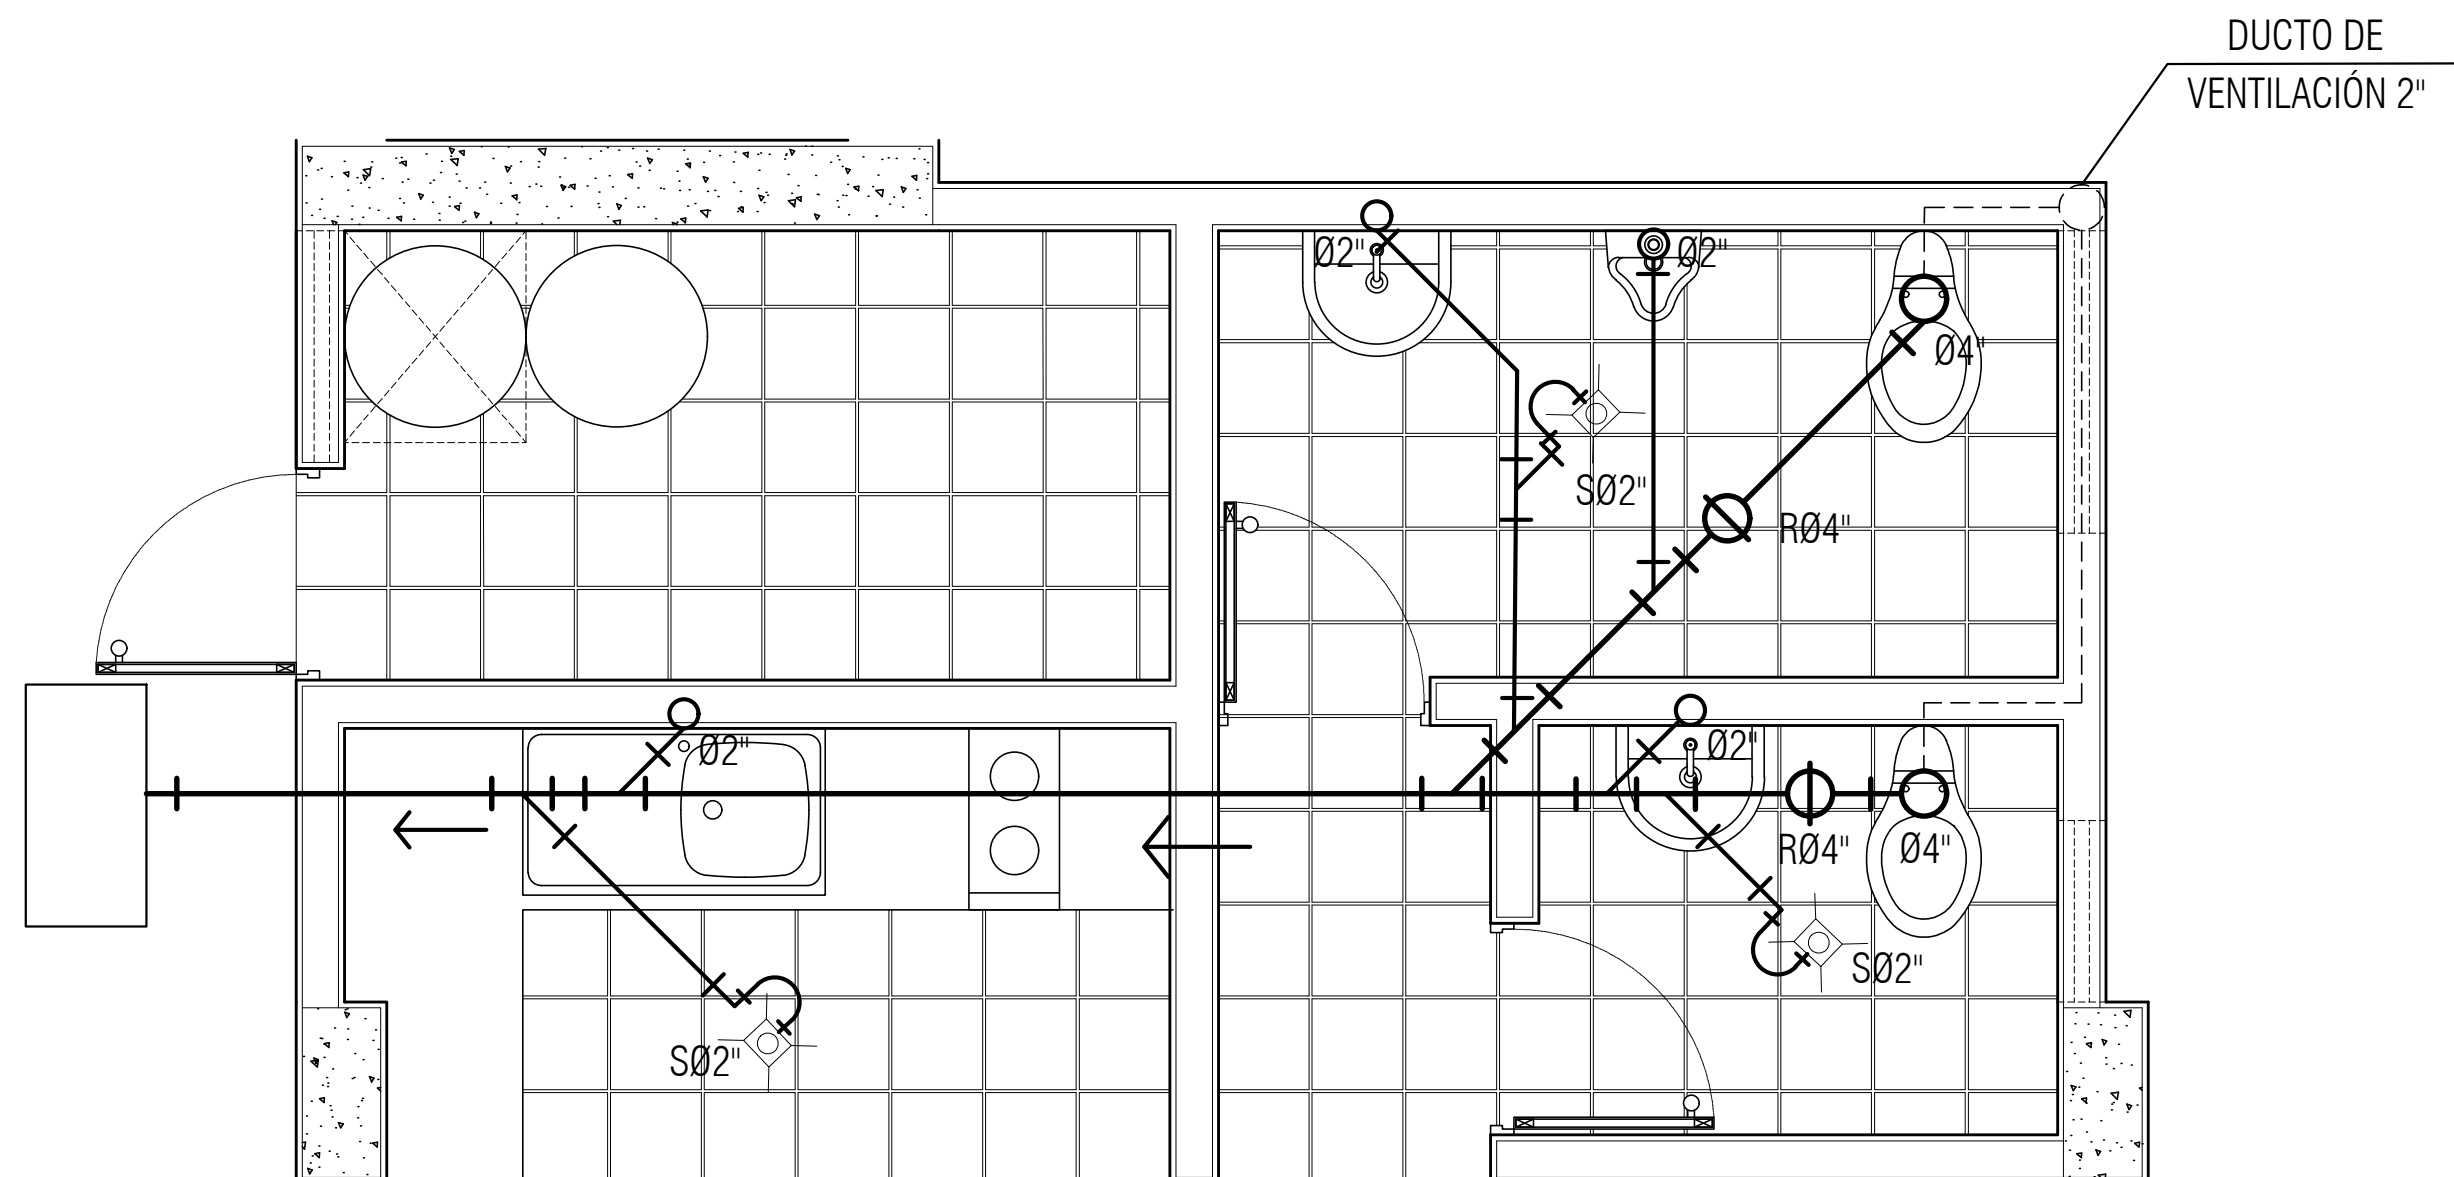 DUCTO DE
VENTILACIÓN 2"
Ø2"
Ø2"
Ø4"
SØ2"
RØ4"
Ø2"
Ø2"
RØ4"
Ø4"
SØ2"
SØ2"